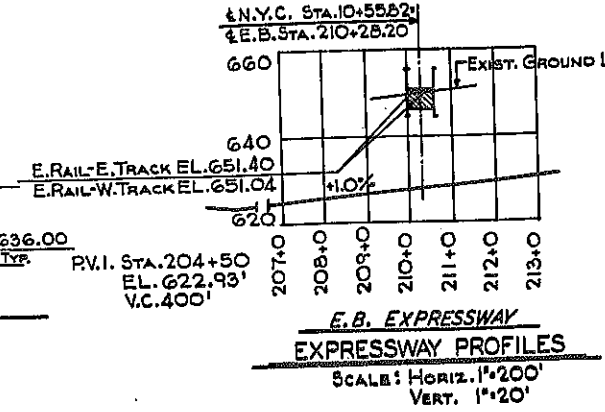 ℄ N.Y.C. STA.10+55.82'
℄ E.B. STA.210+28.20
660
EXIST. GROUND
640
E.RAIL-E.TRACK EL.651.40
E.RAIL-W.TRACK EL.651.04
+1.0%
620
636.00
TYP.
P.V.I. STA.204+50
EL. 622.93'
V.C.400'
207+0
208+0
209+0
210+0
211+0
212+0
213+0
E.B. EXPRESSWAY
EXPRESSWAY PROFILES
SCALE: HORIZ. 1"=200'
VERT. 1"=20'